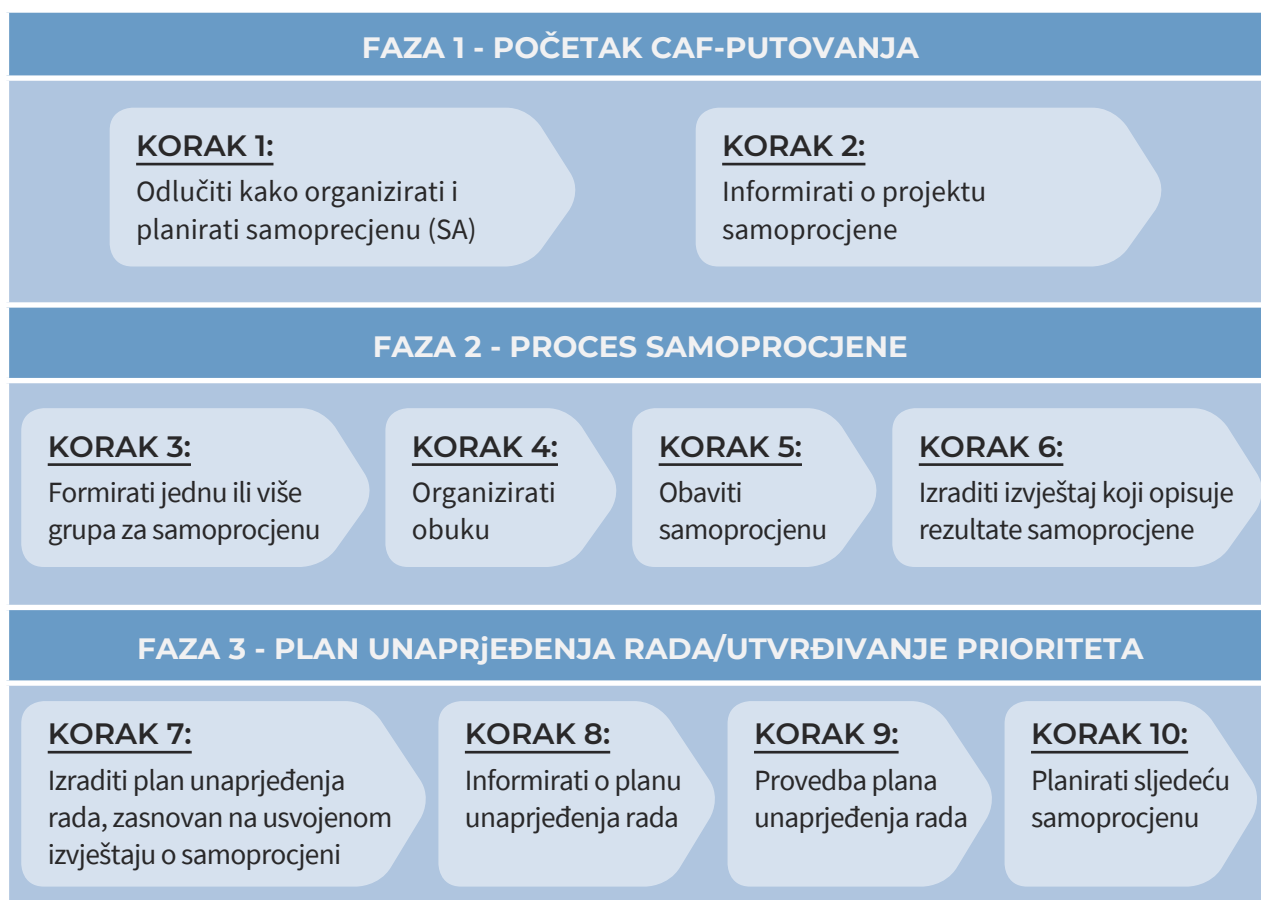 FAZA 1 - POČETAK CAF-PUTOVANJA
KORAK 1:
Odlučiti kako organizirati i
planirati samoprecjenu (SA)
KORAK 2:
Informirati o projektu
samoprocjene
FAZA 2 - PROCES SAMOPROCJENE
KORAK 3:
Formirati jednu ili više
grupa za samoprocjenu
KORAK 4:
Organizirati
obuku
KORAK 5:
Obaviti
samoprocjenu
KORAK 6:
Izraditi izvještaj koji opisuje
rezultate samoprocjene
FAZA 3 - PLAN UNAPRjEĐENJA RADA/UTVRĐIVANJE PRIORITETA
KORAK 7:
Izraditi plan unaprjeđenja
rada, zasnovan na usvojenom
izvještaju o samoprocjeni
KORAK 8:
Informirati o planu
unaprjeđenja rada
KORAK 9:
Provedba plana
unaprjeđenja rada
KORAK 10:
Planirati sljedeću
samoprocjenu